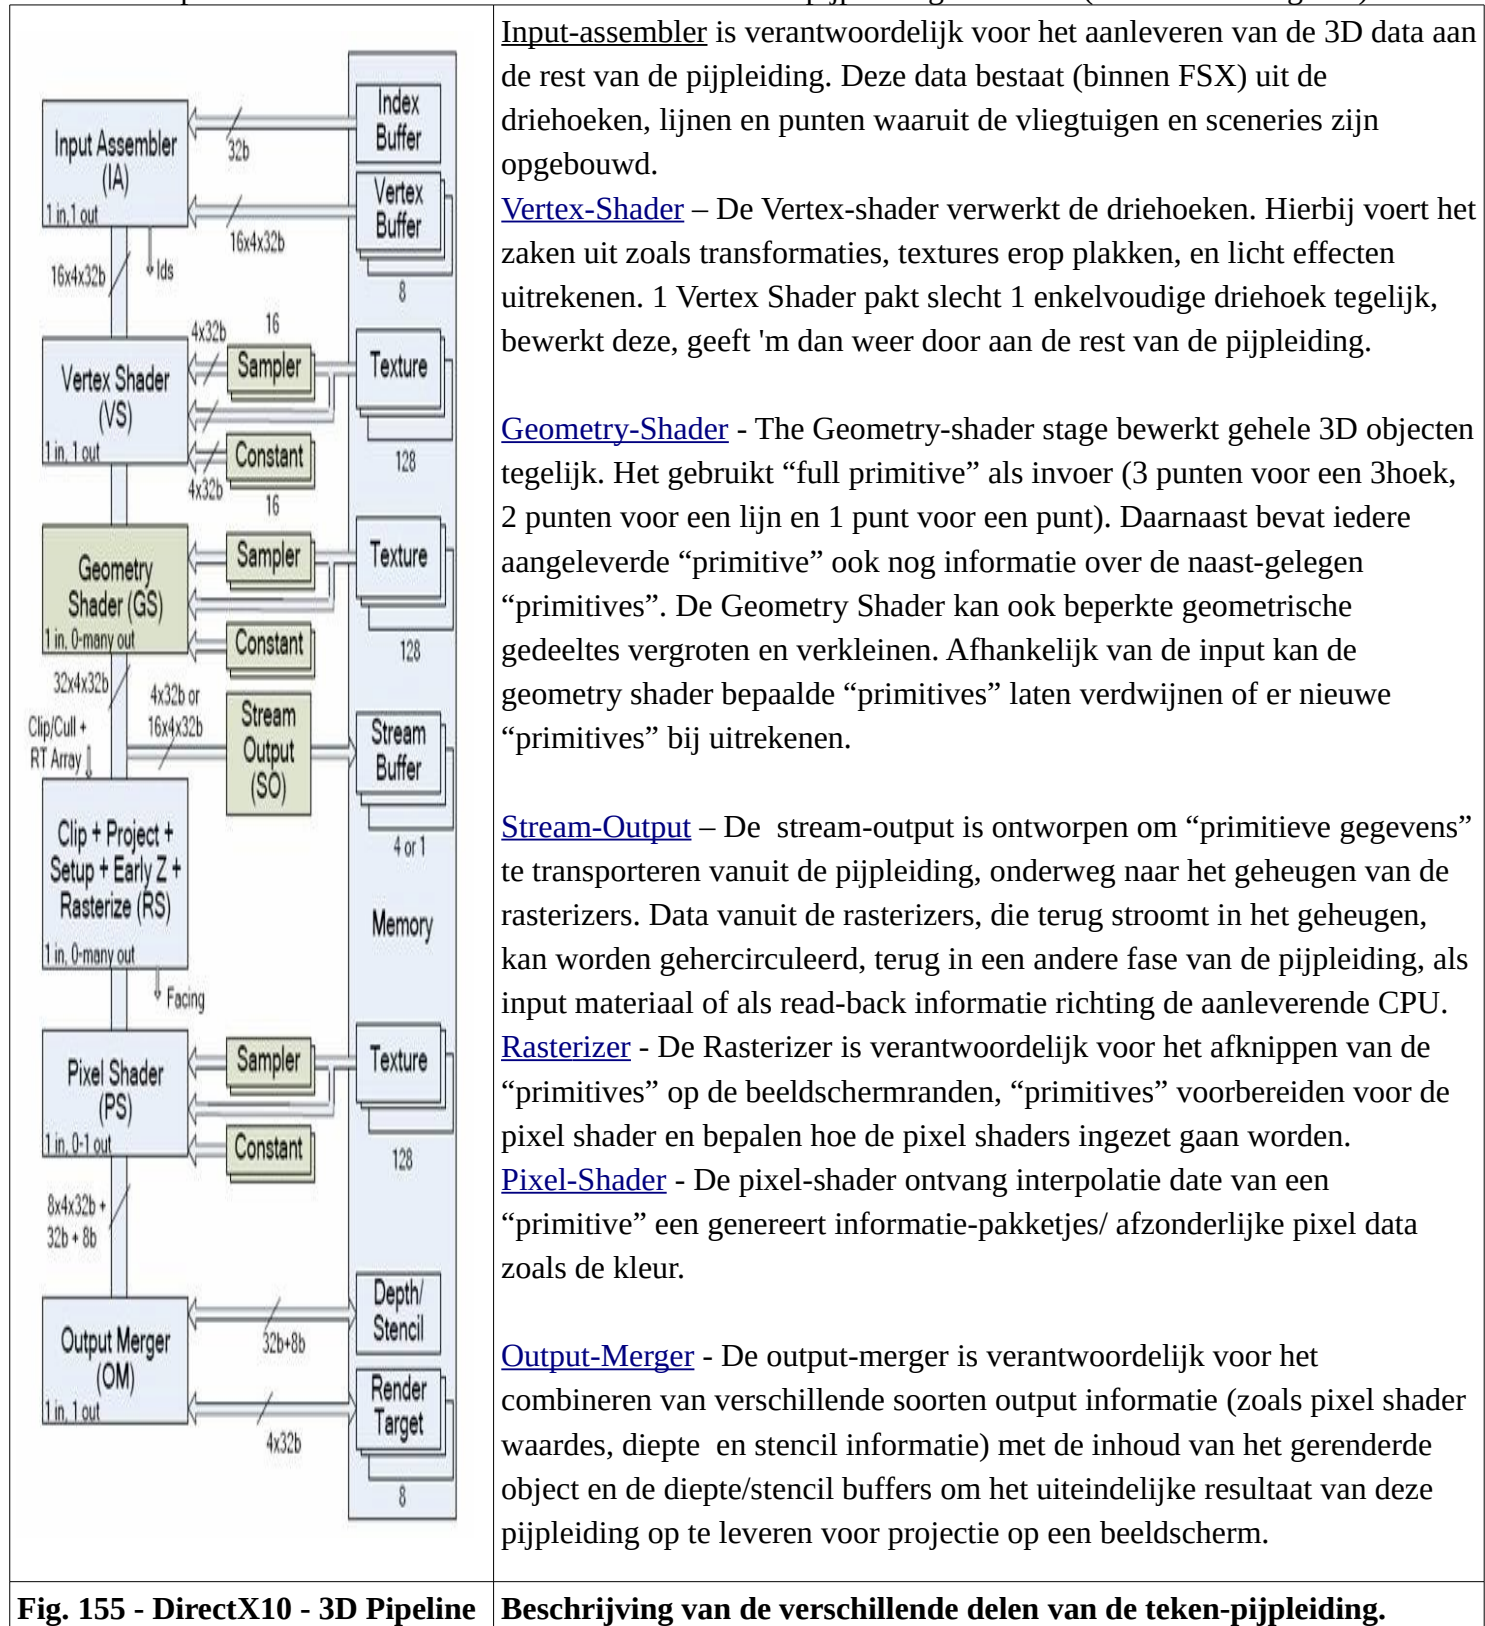 Index
Buffer
Input Assembler
(IA)
1 in,1 out
32b
Vertex
Buffer
16x4x32b
8
16x4x32b
Ids
Vertex Shader
(VS)
1 in, 1 out
4x32b
16
Sampler
Texture
Constant
4x32b
16
128
Geometry
Shader (GS)
1 in, 0-many out
Sampler
Texture
Constant
128
32x4x32b
4x32b or
16x4x32b
Clip/Cull +
RT Array
Stream
Output
(SO)
Stream
Buffer
4 or 1
Clip + Project +
Setup + Early Z +
Rasterize (RS)
1 in, 0-many out
Memory
Facing
Pixel Shader
(PS)
1 in, 0-1 out
Sampler
Texture
Constant
128
8x4x32b +
32b + 8b
Output Merger
(OM)
1 in, 1 out
32b+8b
Depth/
Stencil
4x32b
Render
Target
8
Input-assembler is verantwoordelijk voor het aanleveren van de 3D data aan
de rest van de pijpleiding. Deze data bestaat (binnen FSX) uit de
driehoeken, lijnen en punten waaruit de vliegtuigen en sceneries zijn
opgebouwd.
Vertex-Shader – De Vertex-shader verwerkt de driehoeken. Hierbij voert het
zaken uit zoals transformaties, textures erop plakken, en licht effecten
uitrekenen. 1 Vertex Shader pakt slecht 1 enkelvoudige driehoek tegelijk,
bewerkt deze, geeft 'm dan weer door aan de rest van de pijpleiding.
Geometry-Shader - The Geometry-shader stage bewerkt gehele 3D objecten
tegelijk. Het gebruikt “full primitive” als invoer (3 punten voor een 3hoek,
2 punten voor een lijn en 1 punt voor een punt). Daarnaast bevat iedere
aangeleverde “primitive” ook nog informatie over de naast-gelegen
“primitives”. De Geometry Shader kan ook beperkte geometrische
gedeeltes vergroten en verkleinen. Afhankelijk van de input kan de
geometry shader bepaalde “primitives” laten verdwijnen of er nieuwe
“primitives” bij uitrekenen.
Stream-Output – De  stream-output is ontworpen om “primitieve gegevens”
te transporteren vanuit de pijpleiding, onderweg naar het geheugen van de
rasterizers. Data vanuit de rasterizers, die terug stroomt in het geheugen,
kan worden gehercirculeerd, terug in een andere fase van de pijpleiding, als
input materiaal of als read-back informatie richting de aanleverende CPU.
Rasterizer - De Rasterizer is verantwoordelijk voor het afknippen van de
“primitives” op de beeldschermranden, “primitives” voorbereiden voor de
pixel shader en bepalen hoe de pixel shaders ingezet gaan worden.
Pixel-Shader - De pixel-shader ontvang interpolatie date van een
“primitive” een genereert informatie-pakketjes/ afzonderlijke pixel data
zoals de kleur.
Output-Merger - De output-merger is verantwoordelijk voor het
combineren van verschillende soorten output informatie (zoals pixel shader
waardes, diepte  en stencil informatie) met de inhoud van het gerenderde
object en de diepte/stencil buffers om het uiteindelijke resultaat van deze
pijpleiding op te leveren voor projectie op een beeldscherm.
Fig. 155 - DirectX10 - 3D Pipeline
Beschrijving van de verschillende delen van de teken-pijpleiding.